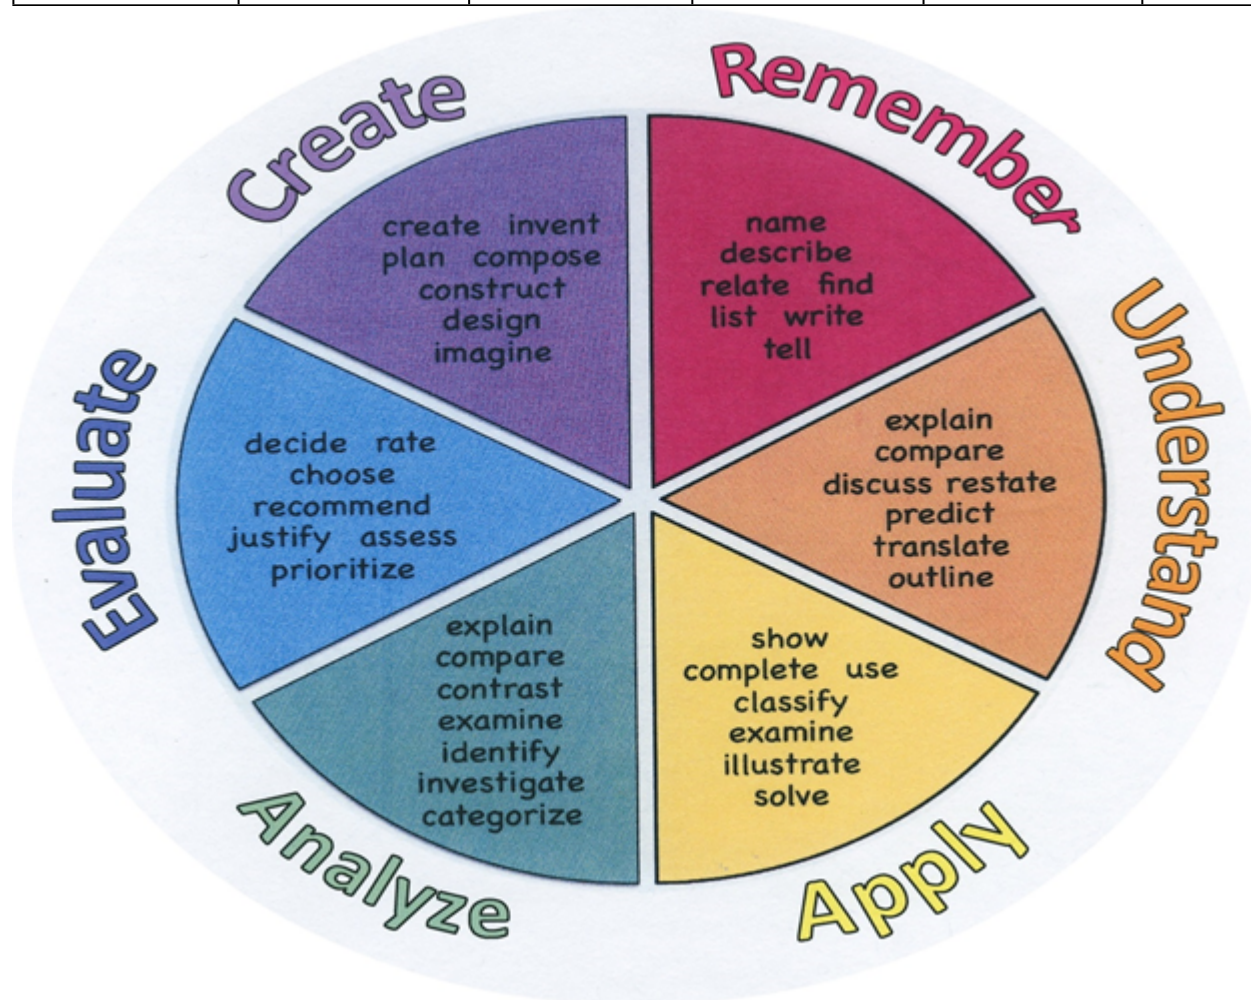 Remember
name
describe
relate find
list write
tell
Understand
explain
compare
discuss restate
predict
translate
outline
Apply
show
complete use
classify
examine
illustrate
solve
Analyze
explain
compare
contrast
examine
identify
investigate
categorize
Evaluate
decide rate
choose
recommend
justify assess
prioritize
Create
create invent
plan compose
construct
design
imagine